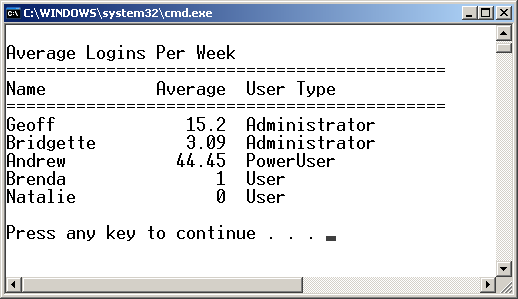 C:\WINDOWS\system32\cmd.exe
Average Logins Per Week
============================================
Name           Average  User Type
============================================
Geoff             15.2  Administrator
Bridgette         3.09  Administrator
Andrew           44.45  PowerUser
Brenda               1  User
Natalie              0  User
Press any key to continue . . .